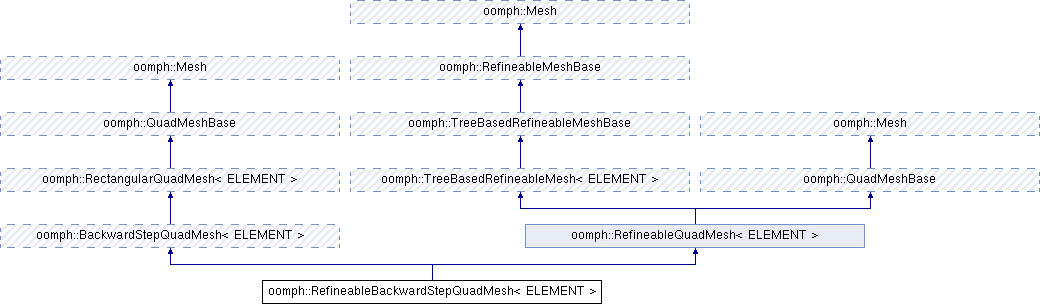 oomph::Mesh
oomph::Mesh
oomph::RefineableMeshBase
oomph::QuadMeshBase
oomph::TreeBasedRefineableMeshBase
oomph::Mesh
oomph::RectangularQuadMesh< ELEMENT >
oomph::TreeBasedRefineableMesh< ELEMENT >
oomph::QuadMeshBase
oomph::BackwardStepQuadMesh< ELEMENT >
oomph::RefineableQuadMesh< ELEMENT >
oomph::RefineableBackwardStepQuadMesh< ELEMENT >